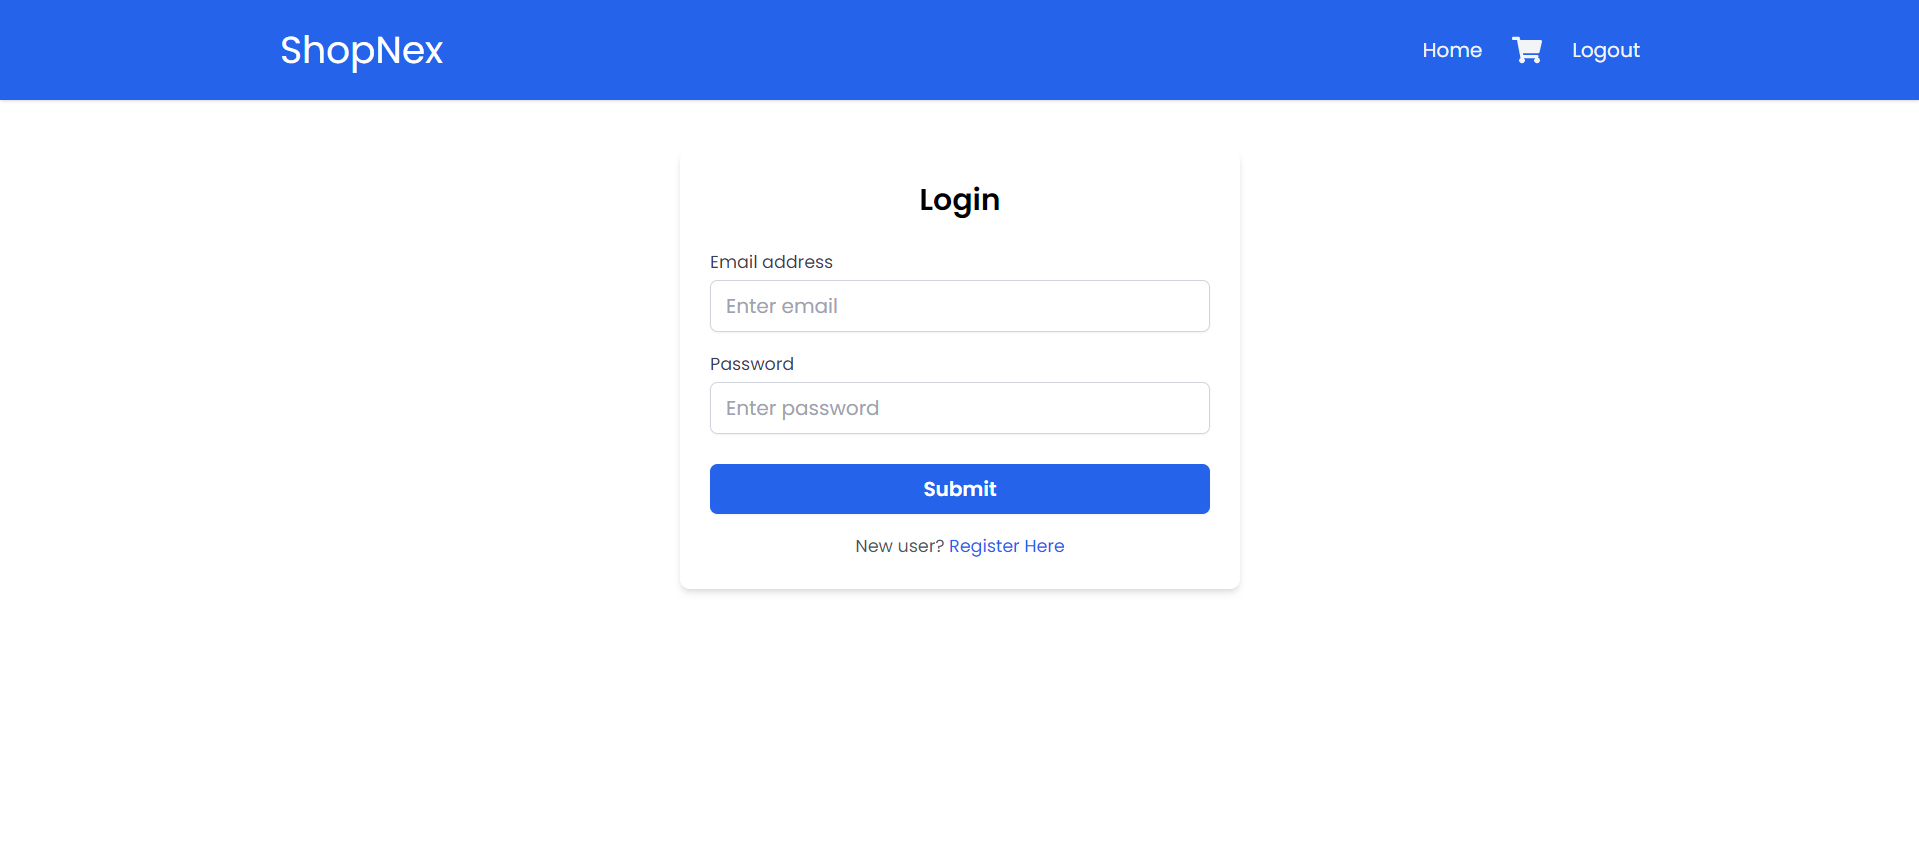 ShopNex
Home
Logout
Login
Email address
Enter email
Password
Enter password
Submit
New user? Register Here